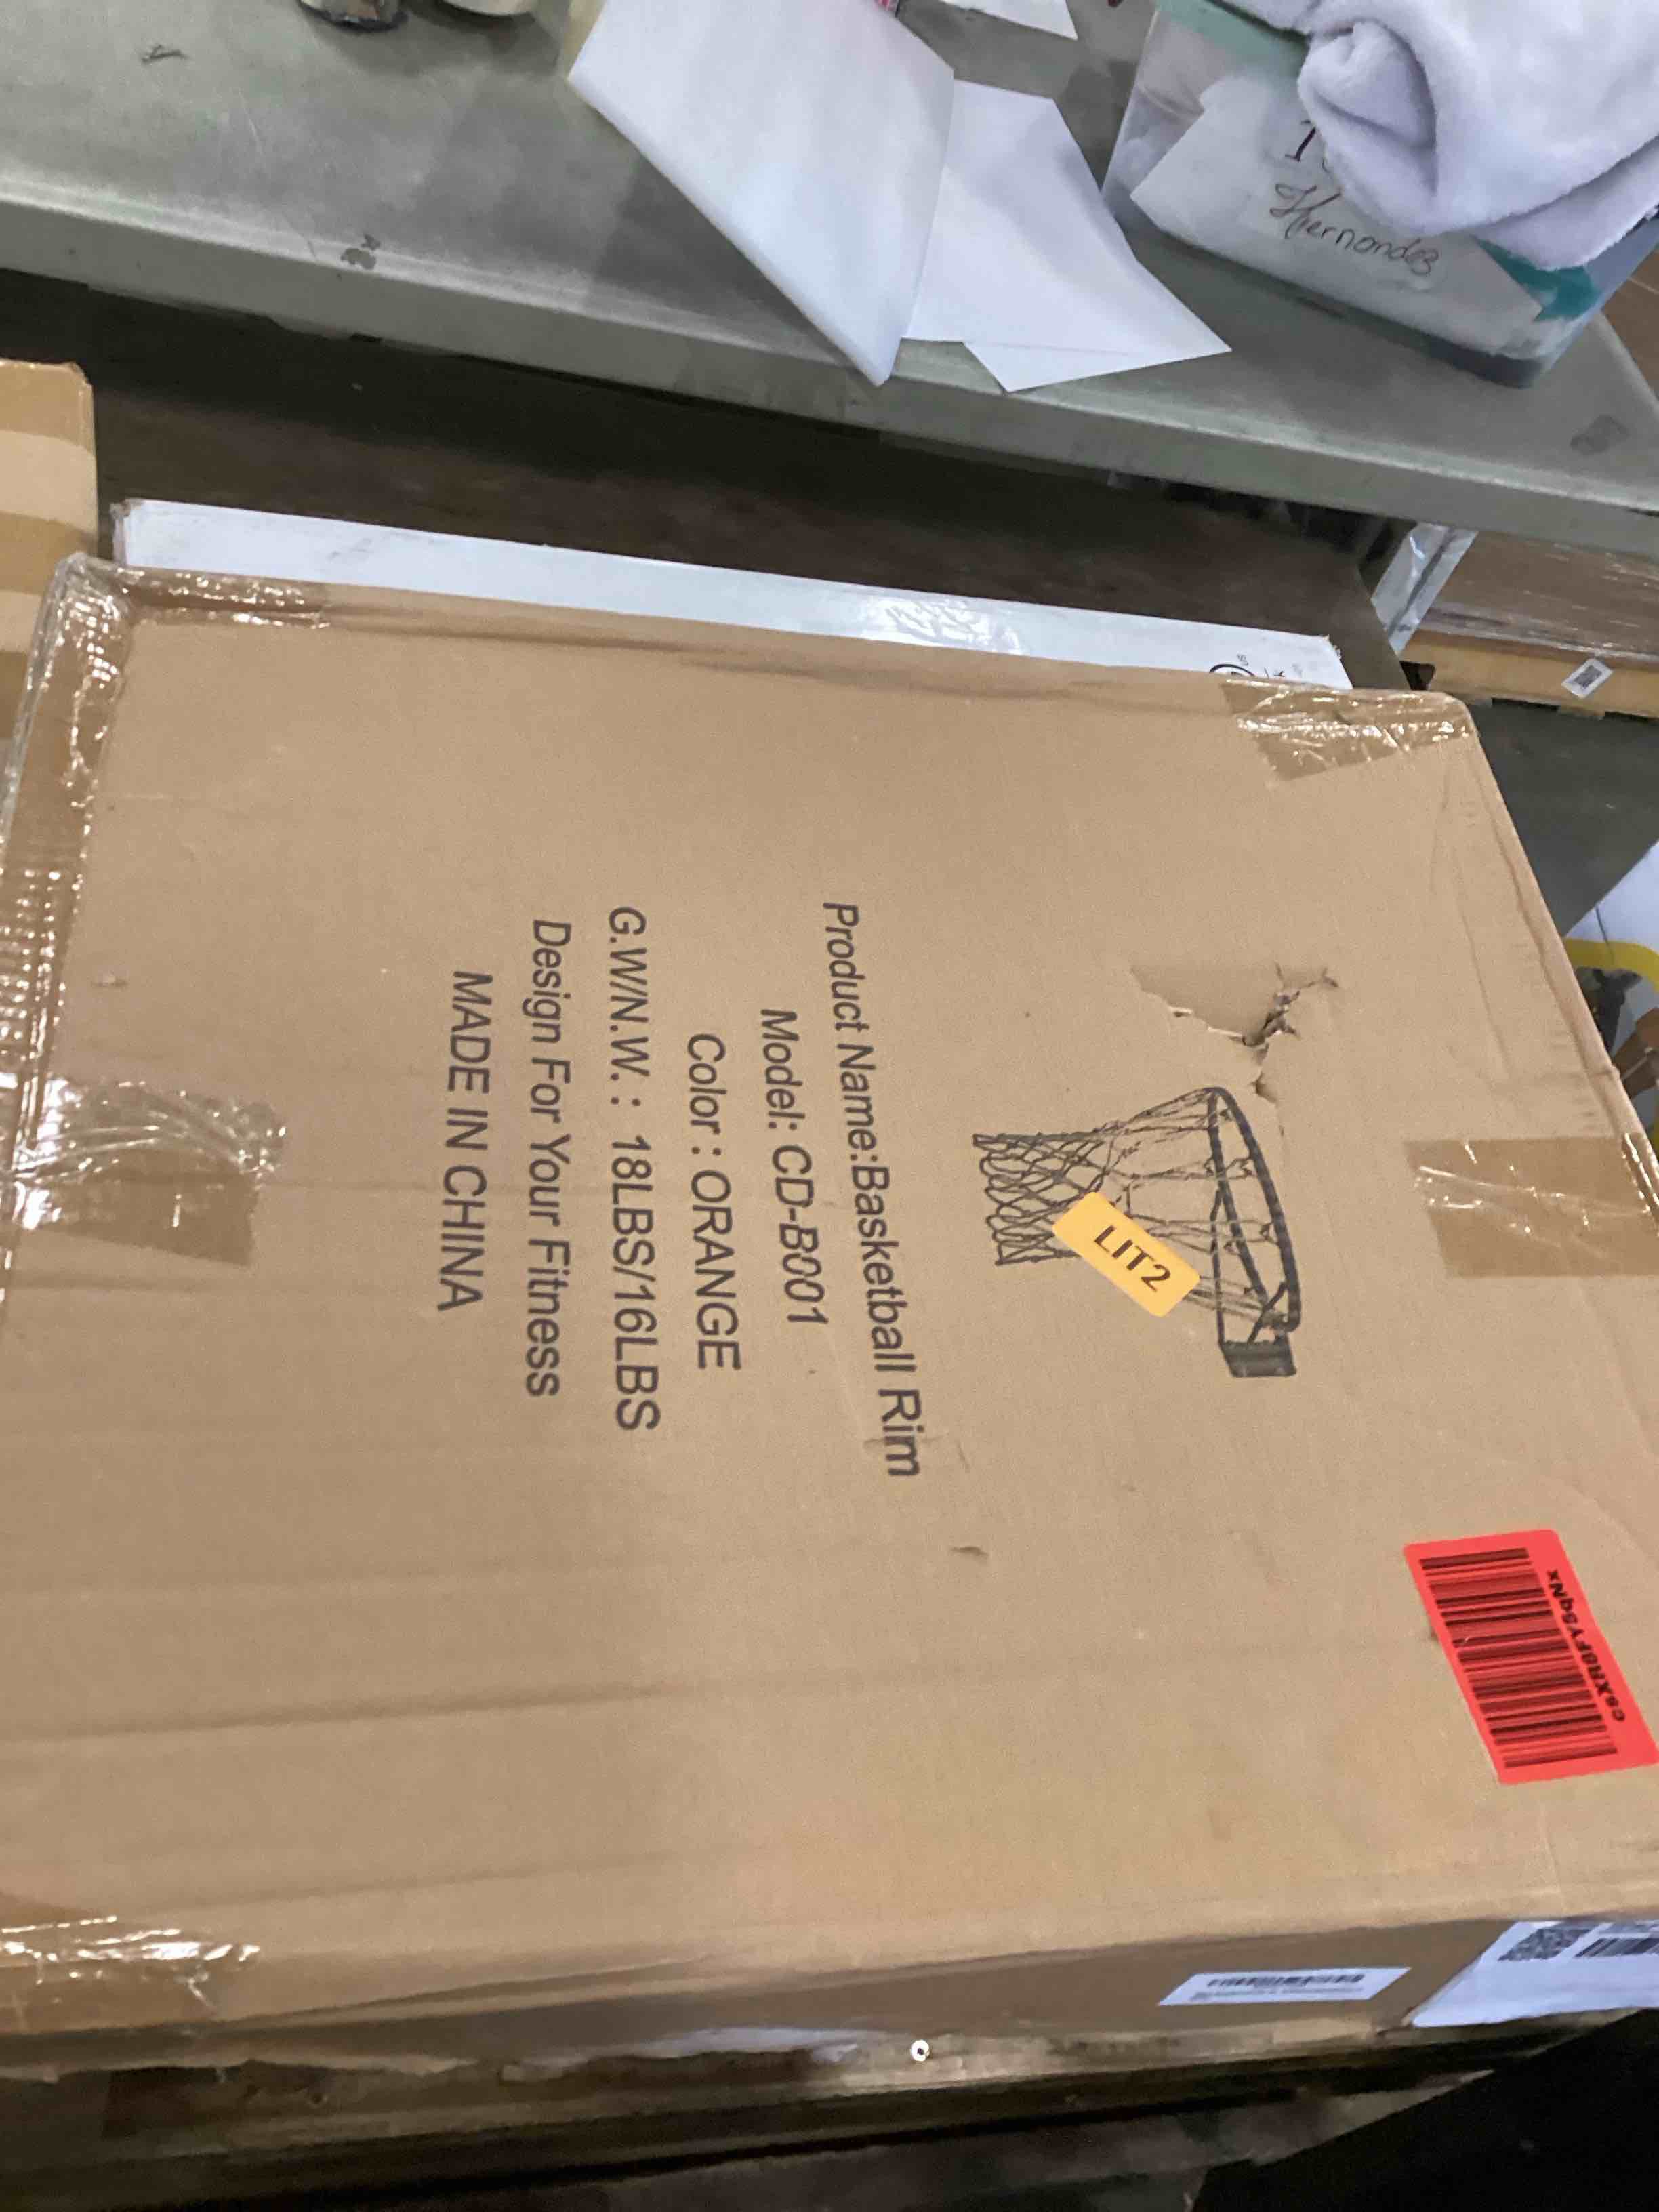 Hernandez
Product Name:Basketball Rim
Model: CD-B001
Color : ORANGE
G.W/N.W. : 18LBS/16LBS
Design For Your Fitness
MADE IN CHINA
LIT2